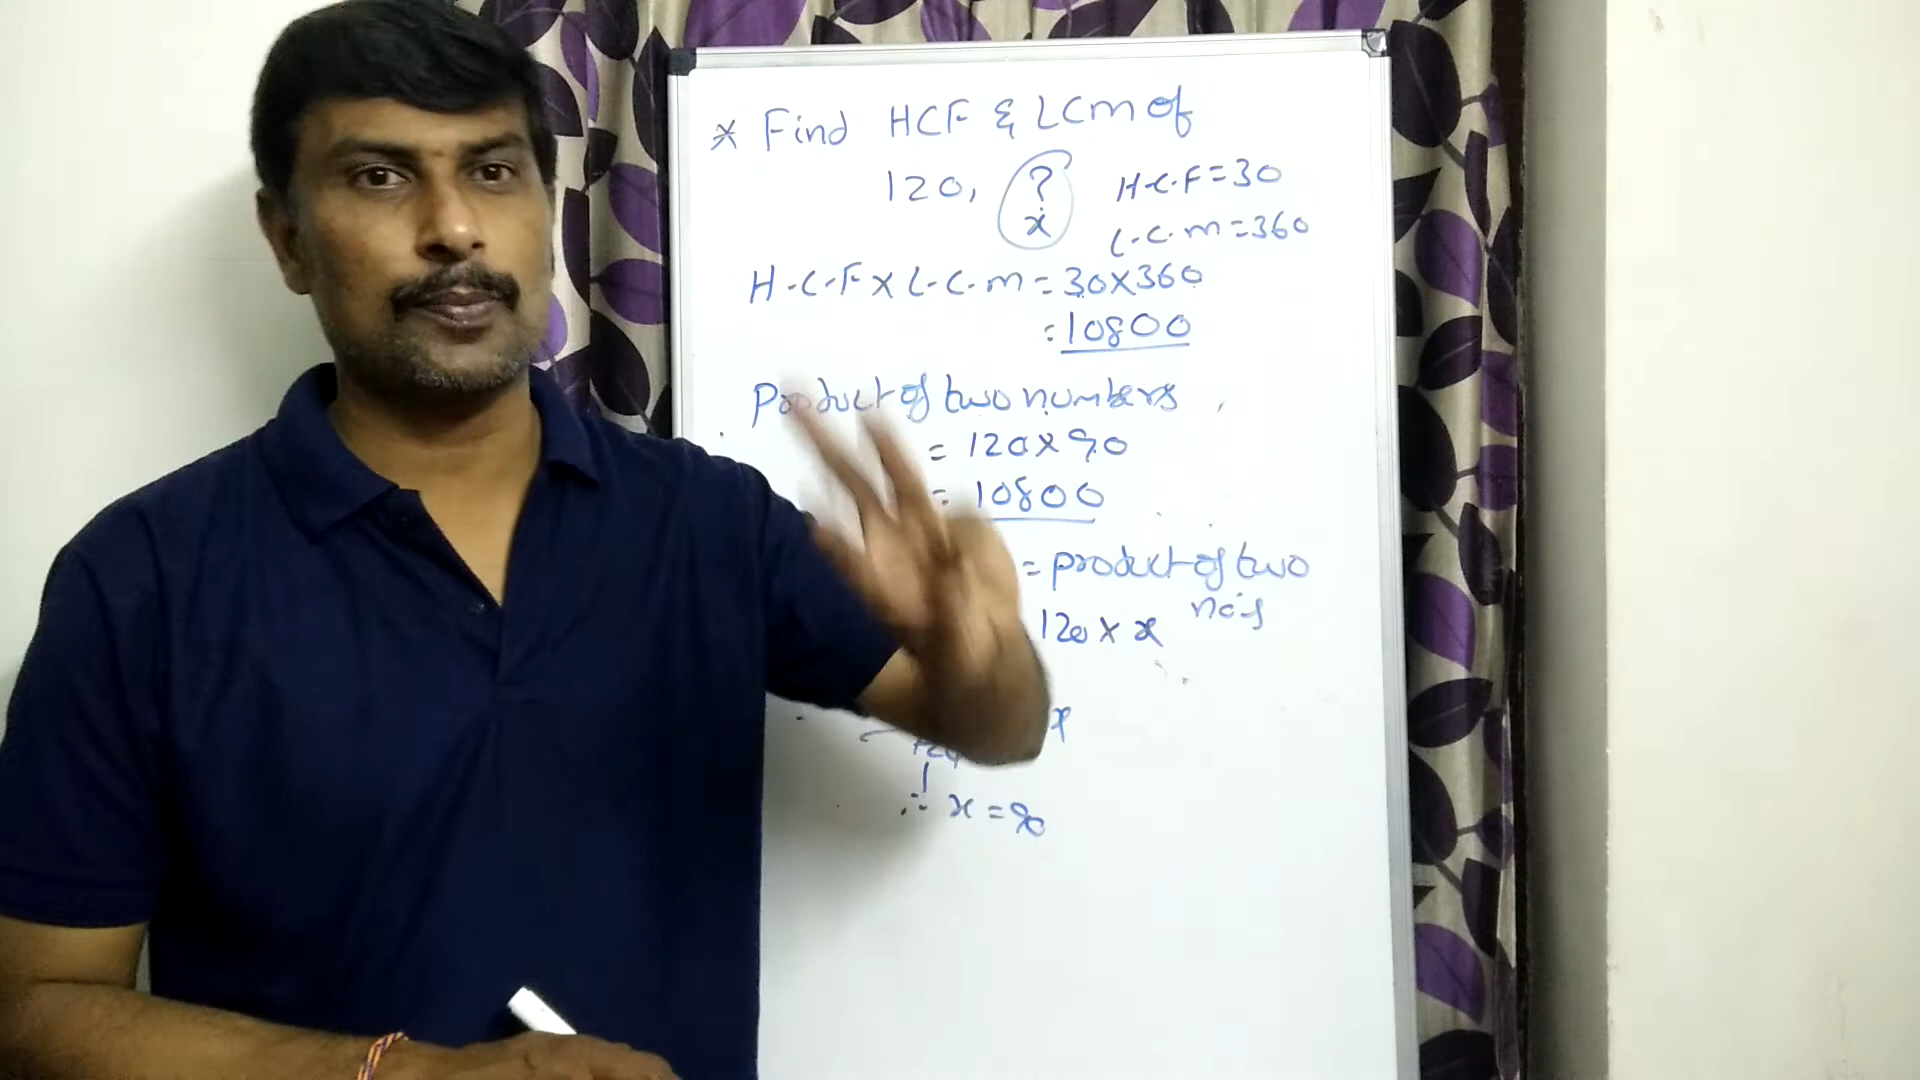 * Find HCF & LCM of
120, ? H.C.F=30
x L.C.M=360
H.C.F x L.C.M = 30x360
= 10800
Product of two numbers
= 120x90
= 10800
= product of two
no's
120 x x
x
∴ x = 90